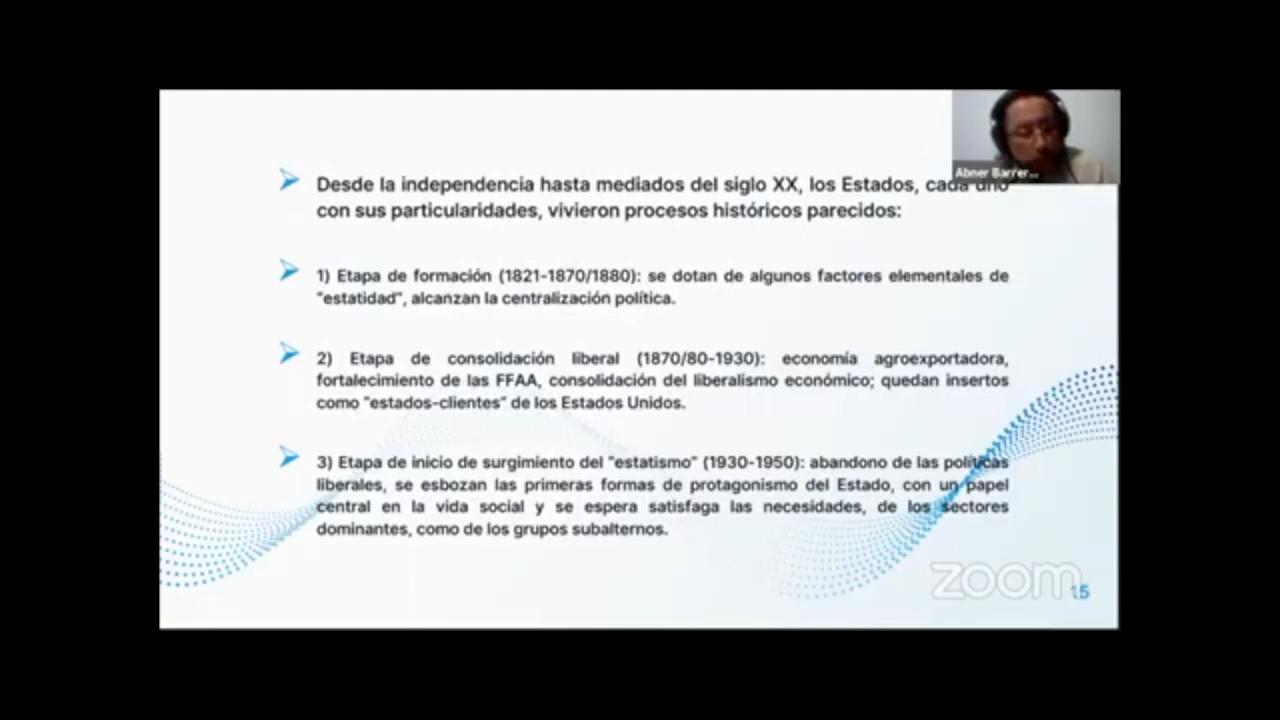 Abner Barrer...
Desde la independencia hasta mediados del siglo XX, los Estados, cada uno
con sus particularidades, vivieron procesos históricos parecidos:
1) Etapa de formación (1821-1870/1880): se dotan de algunos factores elementales de
"estatidad", alcanzan la centralización política.
2) Etapa de consolidación liberal (1870/80-1930): economía agroexportadora,
fortalecimiento de las FFAA, consolidación del liberalismo económico; quedan insertos
como "estados-clientes" de los Estados Unidos.
3) Etapa de inicio de surgimiento del "estatismo" (1930-1950): abandono de las políticas
liberales, se esbozan las primeras formas de protagonismo del Estado, con un papel
central en la vida social y se espera satisfaga las necesidades, de los sectores
dominantes, como de los grupos subalternos.
zoom
15